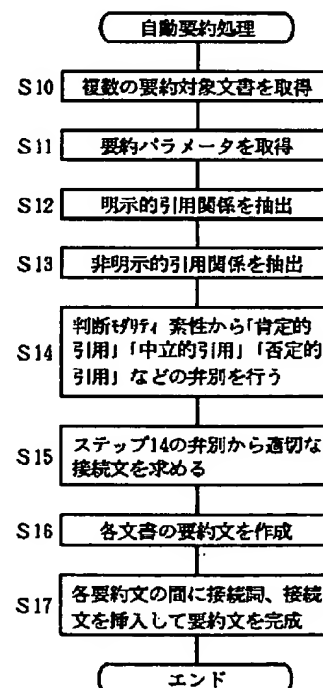 自動要約処理
S10 複数の要約対象文書を取得
S11 要約パラメータを取得
S12 明示的引用関係を抽出
S13 非明示的引用関係を抽出
S14 判断モダリティ素性から「肯定的
引用」「中立的引用」「否定的
引用」などの弁別を行う
S15 ステップ14の弁別から適切な
接続文を求める
S16 各文書の要約文を作成
S17 各要約文の間に接続詞、接続
文を挿入して要約文を完成
エンド